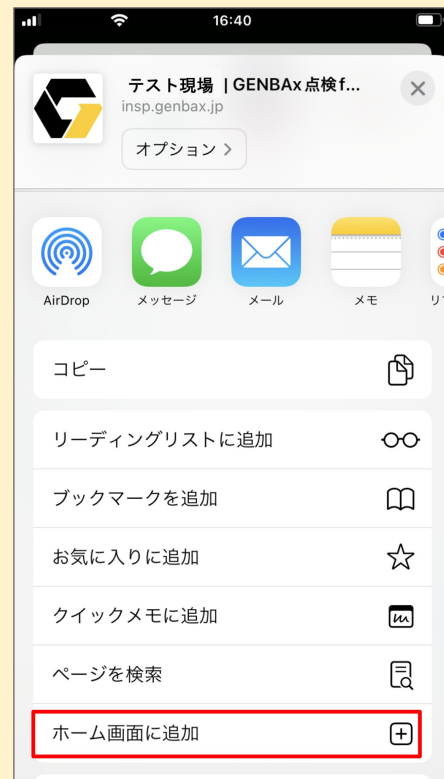 16:40
テスト現場 | GENBAx点検f...
insp.genbax.jp
オプション
AirDrop
メッセージ
メール
メモ
コピー
リーディングリストに追加
ブックマークを追加
お気に入りに追加
クイックメモに追加
ページを検索
ホーム画面に追加